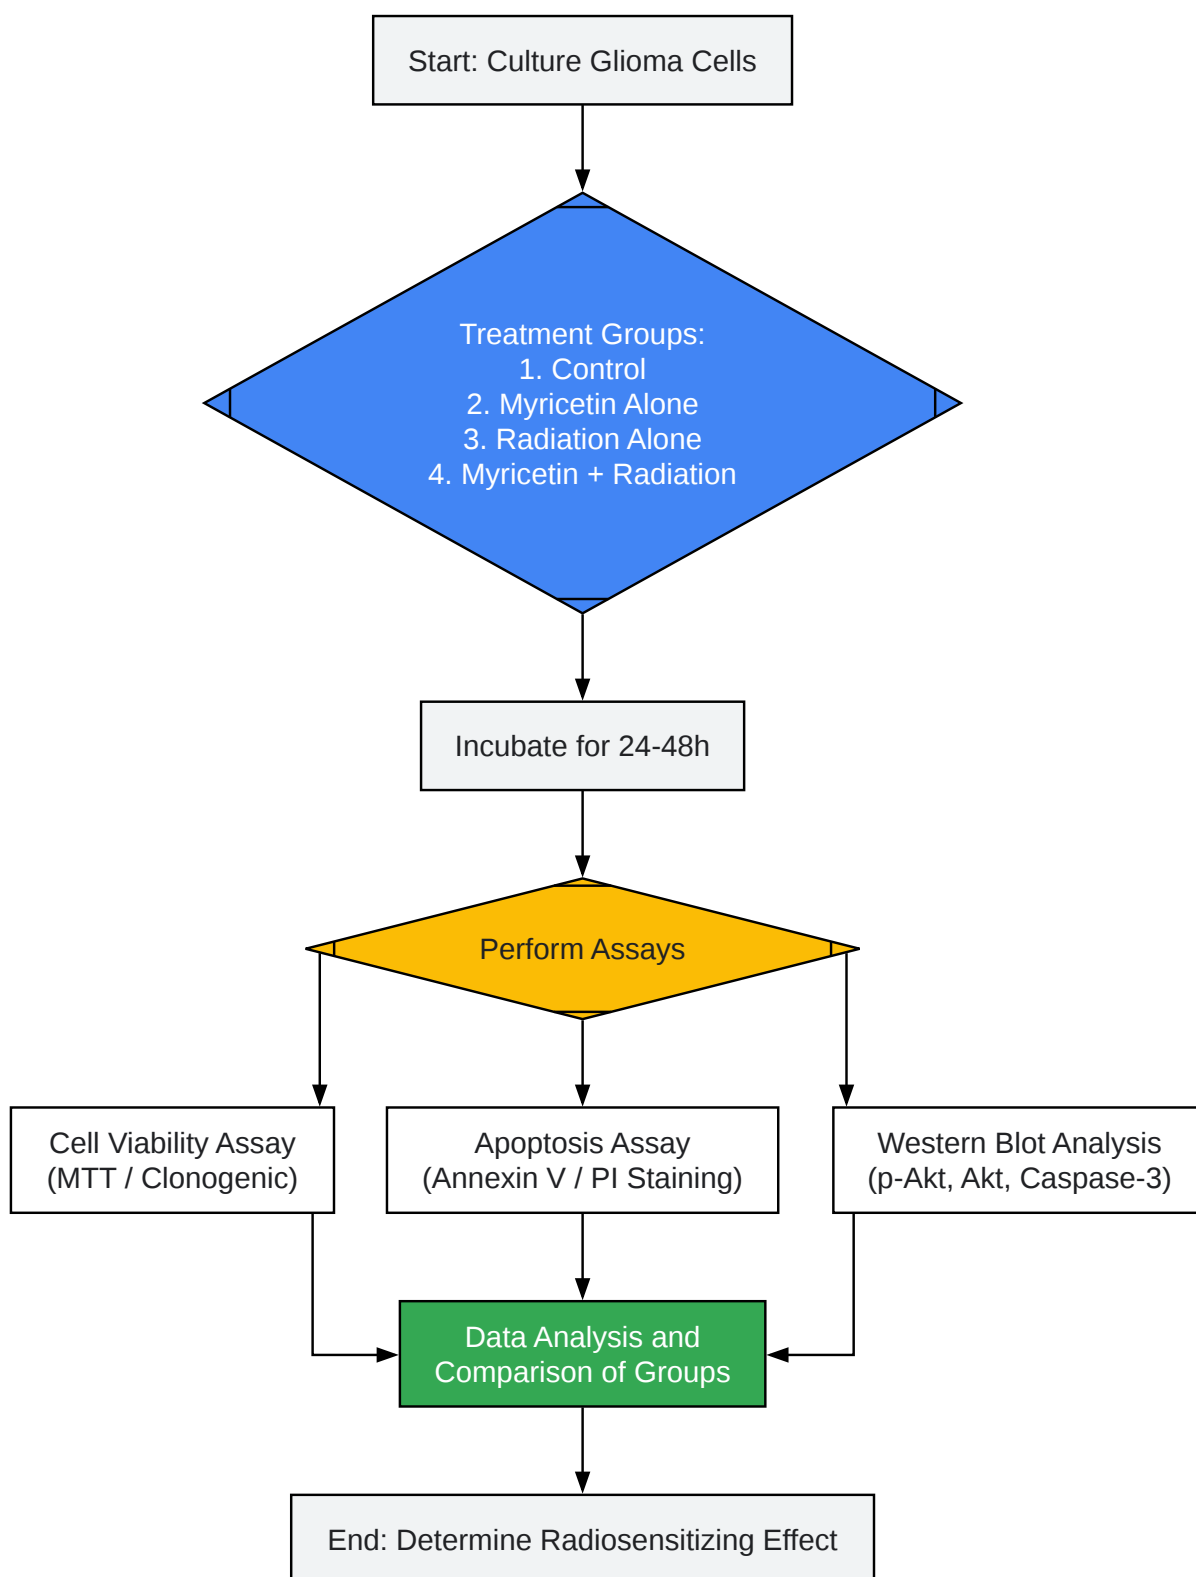 Start: Culture Glioma Cells
Treatment Groups:
1. Control
2. Myricetin Alone
3. Radiation Alone
4. Myricetin + Radiation
Incubate for 24-48h
Perform Assays
Cell Viability Assay
(MTT / Clonogenic)
Apoptosis Assay
(Annexin V / PI Staining)
Western Blot Analysis
(p-Akt, Akt, Caspase-3)
Data Analysis and
Comparison of Groups
End: Determine Radiosensitizing Effect